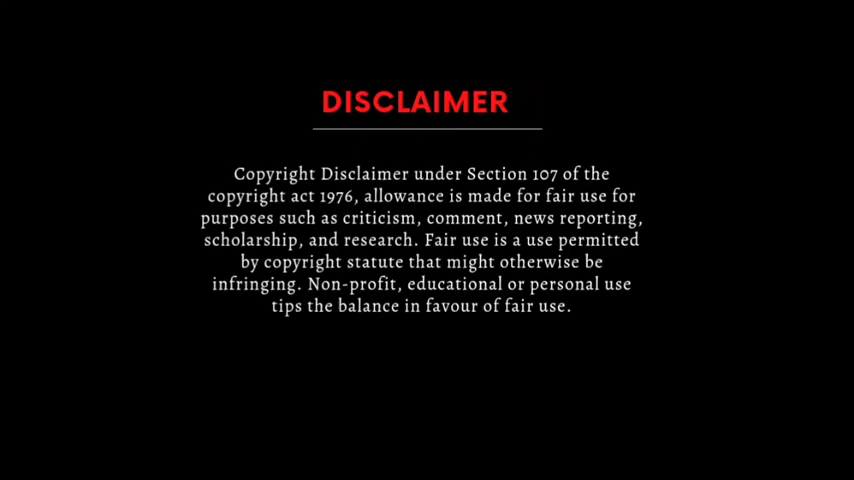 DISCLAIMER
Copyright Disclaimer under Section 107 of the
copyright act 1976, allowance is made for fair use for
purposes such as criticism, comment, news reporting,
scholarship, and research. Fair use is a use permitted
by copyright statute that might otherwise be
infringing. Non-profit, educational or personal use
tips the balance in favour of fair use.